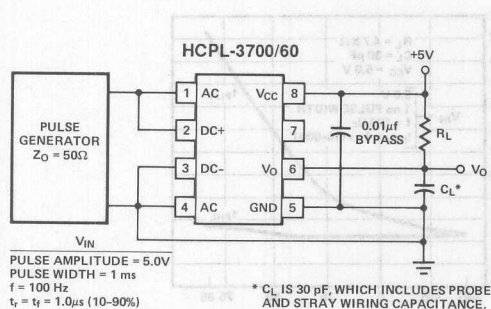 HCPL-3700/60
+5V
1 AC
VCC 8
2 DC+
7
3 DC–
VO 6
4 AC
GND 5
PULSE
GENERATOR
ZO = 50Ω
0.01μf
BYPASS
RL
VO
CL*
VIN
PULSE AMPLITUDE = 5.0V
PULSE WIDTH = 1 ms
f = 100 Hz
tr = tf = 1.0μs (10–90%)
* CL IS 30 pF, WHICH INCLUDES PROBE
AND STRAY WIRING CAPACITANCE.